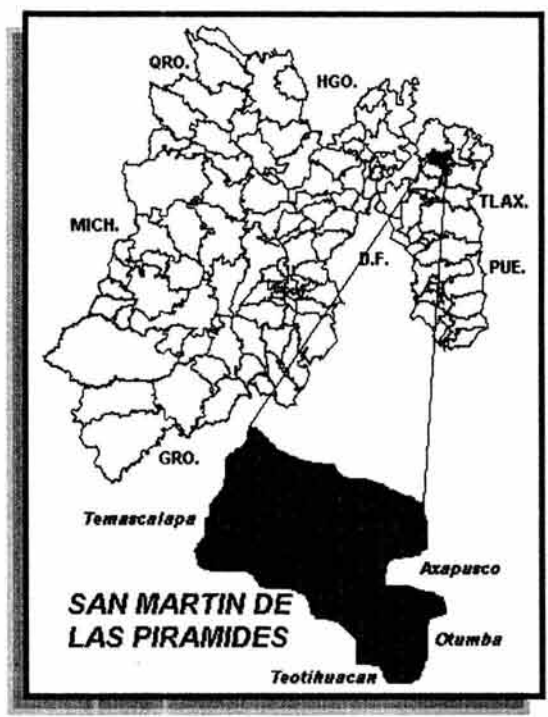 QRO.
HGO.
TLAX.
MICH.
D.F.
PUE.
GRO.
Temascalapa
Axapusco
SAN MARTIN DE
LAS PIRAMIDES
Otumba
Teotihuacan